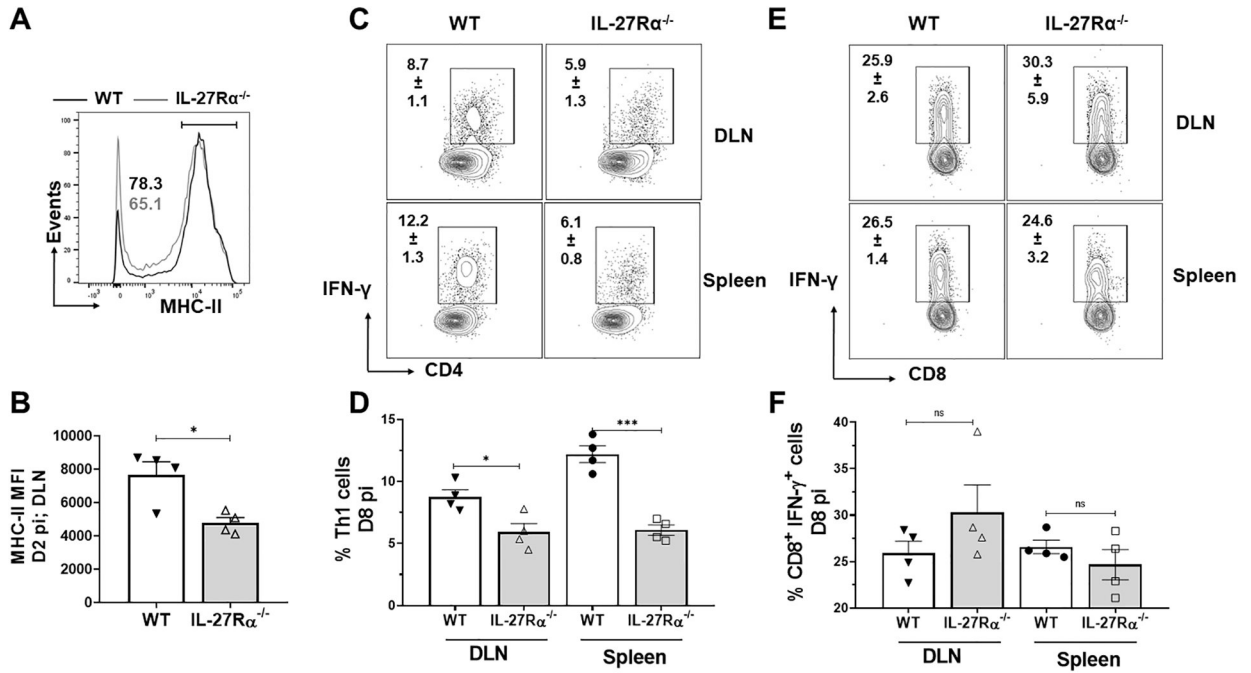 A
WT IL-27Rα-/-
100
80
60
40
20
0
78.3
65.1
Events
-10³ 0 10³ 10⁴ 10⁵
MHC-II
B
10000
8000
6000
4000
2000
0
MHC-II MFI
D2 pi; DLN
*
WT IL-27Rα-/-
C
WT IL-27Rα-/-
8.7
±
1.1
5.9
±
1.3
DLN
12.2
±
1.3
6.1
±
0.8
Spleen
IFN-γ
CD4
D
15
10
5
0
% Th1 cells
D8 pi
*
***
WT IL-27Rα-/- WT IL-27Rα-/-
DLN Spleen
E
WT IL-27Rα-/-
25.9
±
2.6
30.3
±
5.9
DLN
26.5
±
1.4
24.6
±
3.2
Spleen
IFN-γ
CD8
F
40
35
30
25
20
% CD8+ IFN-γ+ cells
D8 pi
ns
ns
WT IL-27Rα-/- WT IL-27Rα-/-
DLN Spleen